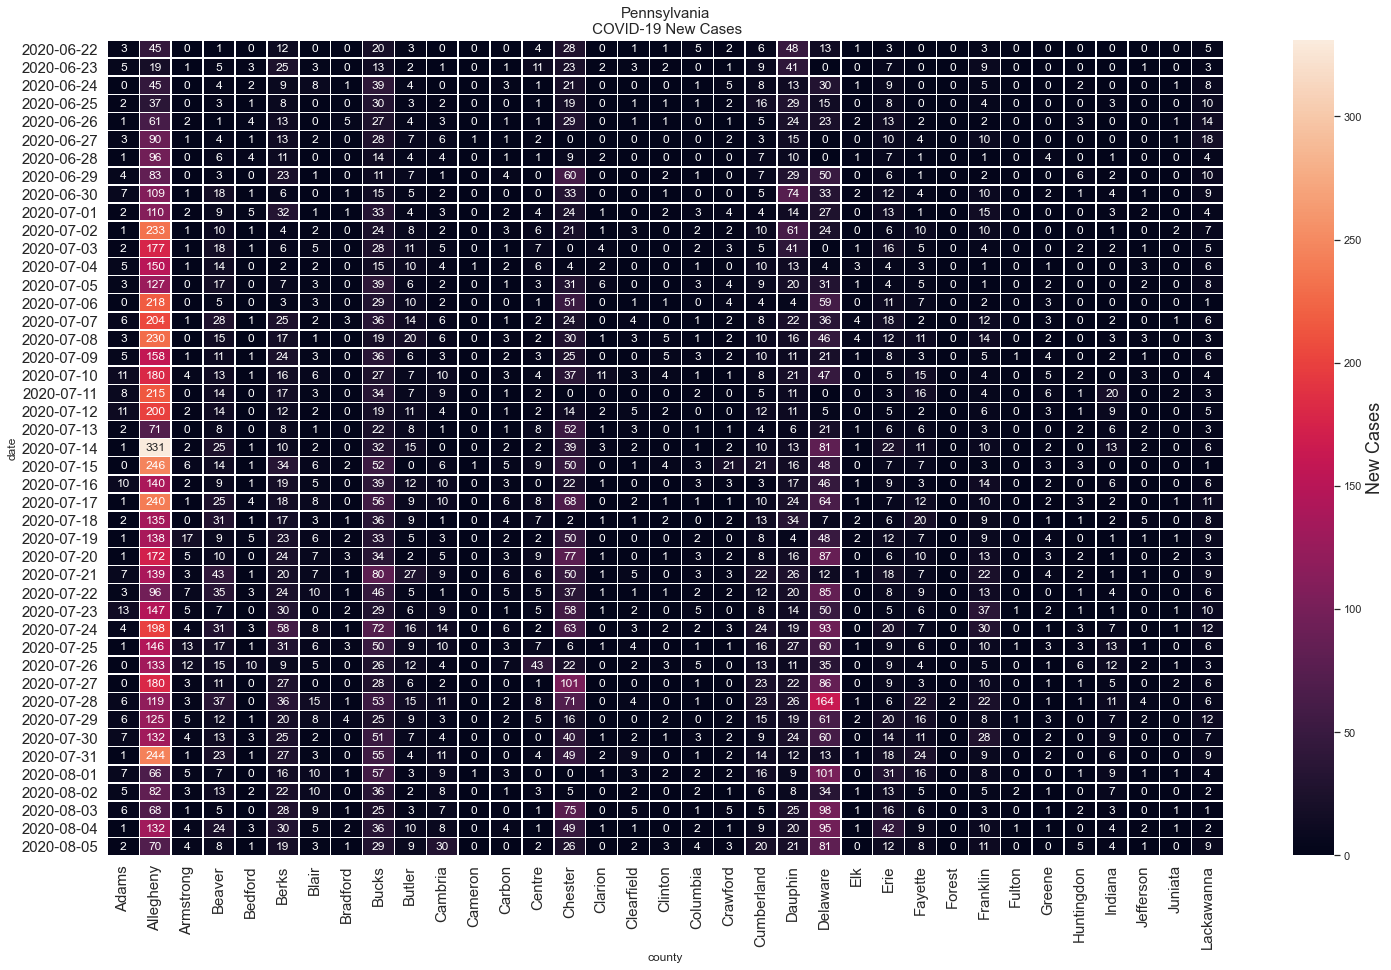 Pennsylvania
COVID-19 New Cases
2020-06-22 3 45 0 1 0 12 0 0 20 3 0 0 0 4 28 0 1 1 5 2 6 48 13 1 3 0 0 3 0 0 0 0 0 0 5
2020-06-23 5 19 1 5 3 25 3 0 13 2 1 0 1 11 23 2 3 2 0 1 9 41 0 0 7 0 0 9 0 0 0 0 1 0 3
2020-06-24 0 45 0 4 2 9 8 1 39 4 0 0 3 1 21 0 0 0 1 5 8 13 30 1 9 0 0 5 0 0 2 0 0 1 8
2020-06-25 2 37 0 3 1 8 0 0 30 3 2 0 0 1 19 0 1 1 1 2 16 29 15 0 8 0 0 4 0 0 0 3 0 0 10
2020-06-26 1 61 2 1 4 13 0 5 27 4 3 0 1 1 29 0 1 1 0 1 5 24 23 2 13 2 0 2 0 0 3 0 0 1 14
2020-06-27 3 90 1 4 1 13 2 0 28 7 6 1 1 2 0 0 0 0 0 0 3 15 0 0 10 4 0 10 0 0 0 0 0 1 18
2020-06-28 1 96 0 6 4 11 0 0 14 4 4 0 1 1 9 2 0 0 0 0 7 10 0 1 7 1 0 1 0 4 0 1 0 0 4
2020-06-29 4 83 0 3 0 23 1 0 11 7 1 0 4 0 60 0 0 2 1 0 7 29 50 0 6 1 0 2 0 0 6 2 0 0 10
2020-06-30 7 109 1 18 1 6 0 1 15 5 2 0 0 0 33 0 0 1 0 0 5 74 33 2 12 4 0 10 0 2 1 4 1 0 9
2020-07-01 2 110 2 9 5 32 1 1 33 4 3 0 2 4 24 1 0 2 3 4 4 14 27 0 13 1 0 15 0 0 0 3 2 0 4
2020-07-02 1 233 1 10 1 4 2 0 24 8 2 0 3 6 21 1 3 0 2 2 10 61 24 0 6 10 0 10 0 0 0 1 0 2 7
2020-07-03 2 177 1 18 1 6 5 0 28 11 5 0 1 7 0 4 0 0 2 3 5 41 0 1 16 5 0 4 0 0 2 2 1 0 5
2020-07-04 5 150 1 14 0 2 2 0 15 10 4 1 2 6 4 2 0 0 1 0 10 13 4 3 4 3 0 1 0 1 0 0 3 0 6
2020-07-05 3 127 0 17 0 7 3 0 39 6 2 0 1 3 31 6 0 0 3 4 9 20 31 1 4 5 0 1 0 2 0 0 2 0 8
2020-07-06 0 218 0 5 0 3 3 0 29 10 2 0 0 1 51 0 1 1 0 4 4 4 59 0 11 7 0 2 0 3 0 0 0 0 1
2020-07-07 6 204 1 28 1 25 2 3 36 14 6 0 1 2 24 0 4 0 1 2 8 22 36 4 18 2 0 12 0 3 0 2 0 1 6
2020-07-08 3 230 0 15 0 17 1 0 19 20 6 0 3 2 30 1 3 5 1 2 10 16 46 4 12 11 0 14 0 2 0 3 3 0 3
2020-07-09 5 158 1 11 1 24 3 0 36 6 3 0 2 3 25 0 0 5 3 2 10 11 21 1 8 3 0 5 1 4 0 2 1 0 6
2020-07-10 11 180 4 13 1 16 6 0 27 7 10 0 3 4 37 11 3 4 1 1 8 21 47 0 5 15 0 4 0 5 2 0 3 0 4
2020-07-11 8 215 0 14 0 17 3 0 34 7 9 0 1 2 0 0 0 0 2 0 5 11 0 0 3 16 0 4 0 6 1 20 0 2 3
2020-07-12 11 200 2 14 0 12 2 0 19 11 4 0 1 2 14 2 5 2 0 0 12 11 5 0 5 2 0 6 0 3 1 9 0 0 5
2020-07-13 2 71 0 8 0 8 1 0 22 8 1 0 1 8 52 1 3 0 1 1 4 6 21 1 6 6 0 3 0 0 2 6 2 0 3
2020-07-14 1 331 2 25 1 10 2 0 32 15 0 0 2 2 39 3 2 0 1 2 10 13 81 0 22 11 0 10 0 2 0 13 2 0 6
2020-07-15 0 246 6 14 1 34 6 2 52 0 6 1 5 9 50 0 1 4 3 21 21 16 48 0 7 7 0 3 0 3 3 0 0 0 1
2020-07-16 10 140 2 9 1 19 5 0 39 12 10 0 3 0 22 1 0 0 3 3 3 17 46 1 9 3 0 14 0 2 0 6 0 0 6
2020-07-17 1 240 1 25 4 18 8 0 56 9 10 0 6 8 68 0 2 1 1 1 10 24 64 1 7 12 0 10 0 2 3 2 0 1 11
2020-07-18 2 135 0 31 1 17 3 1 36 9 1 0 4 7 2 1 1 2 0 2 13 34 7 2 6 20 0 9 0 1 1 2 5 0 8
2020-07-19 1 138 17 9 5 23 6 2 33 5 3 0 2 2 50 0 0 0 2 0 8 4 48 2 12 7 0 9 0 4 0 1 1 1 9
2020-07-20 1 172 5 10 0 24 7 3 34 2 5 0 3 9 77 1 0 1 3 2 8 16 87 0 6 10 0 13 0 3 2 1 0 2 3
2020-07-21 7 139 3 43 1 20 7 1 80 27 9 0 6 6 50 1 5 0 3 3 22 26 12 1 18 7 0 22 0 4 2 1 1 0 9
2020-07-22 3 96 7 35 3 24 10 1 46 5 1 0 5 5 37 1 1 1 2 2 12 20 85 0 8 9 0 13 0 0 1 4 0 0 6
2020-07-23 13 147 5 7 0 30 0 2 29 6 9 0 1 5 58 1 2 0 5 0 8 14 50 0 5 6 0 37 1 2 1 1 0 1 10
2020-07-24 4 198 4 31 3 58 8 1 72 16 14 0 6 2 63 0 3 2 2 3 24 19 93 0 20 7 0 30 0 1 3 7 0 1 12
2020-07-25 1 146 13 17 1 31 6 3 50 9 10 0 3 7 6 1 4 0 1 1 16 27 60 1 9 6 0 10 1 3 3 13 1 0 6
2020-07-26 0 133 12 15 10 9 5 0 26 12 4 0 7 43 22 0 2 3 5 0 13 11 35 0 9 4 0 5 0 1 6 12 2 1 3
2020-07-27 0 180 3 11 0 27 0 0 28 6 2 0 0 1 101 0 0 0 0 0 23 22 86 0 9 3 0 10 0 1 1 5 0 2 6
2020-07-28 6 119 3 37 0 36 15 1 53 15 11 0 2 8 71 0 4 0 1 0 23 26 164 1 6 22 2 22 0 1 1 11 4 0 6
2020-07-29 6 125 5 12 1 20 8 4 25 9 3 0 2 5 16 0 0 2 0 2 15 19 61 2 20 16 0 8 1 3 0 7 2 0 12
2020-07-30 7 132 4 13 3 25 2 0 51 7 4 0 0 0 40 1 2 1 3 2 9 24 60 0 14 11 0 28 0 2 0 9 0 0 7
2020-07-31 1 244 1 23 1 27 3 0 55 4 11 0 0 4 49 2 9 0 1 2 14 12 13 1 18 24 0 9 0 2 0 6 0 0 9
2020-08-01 7 66 5 7 0 16 10 1 57 3 9 1 3 0 0 1 3 2 2 2 16 9 101 0 31 16 0 8 0 0 1 9 1 1 4
2020-08-02 5 82 3 13 2 22 10 0 36 2 8 0 1 3 5 0 2 0 2 1 6 8 34 1 13 5 0 5 2 1 0 7 0 0 2
2020-08-03 6 68 1 5 0 28 9 1 25 3 7 0 0 1 75 0 5 0 1 5 5 25 98 1 16 6 0 3 0 1 2 3 0 1 1
2020-08-04 1 132 4 24 3 30 5 2 36 10 8 0 4 1 49 1 1 0 2 1 9 20 95 1 42 9 0 10 1 1 0 4 2 1 2
2020-08-05 2 70 4 8 1 19 3 1 29 9 30 0 0 2 26 0 2 3 4 3 20 21 81 0 12 8 0 11 0 0 5 4 1 0 9
Adams Allegheny Armstrong Beaver Bedford Berks Blair Bradford Bucks Butler Cambria Cameron Carbon Centre Chester Clarion Clearfield Clinton Columbia Crawford Cumberland Dauphin Delaware Elk Erie Fayette Forest Franklin Fulton Greene Huntingdon Indiana Jefferson Juniata Lackawanna
county
date
300
250
200
150
100
50
0
New Cases